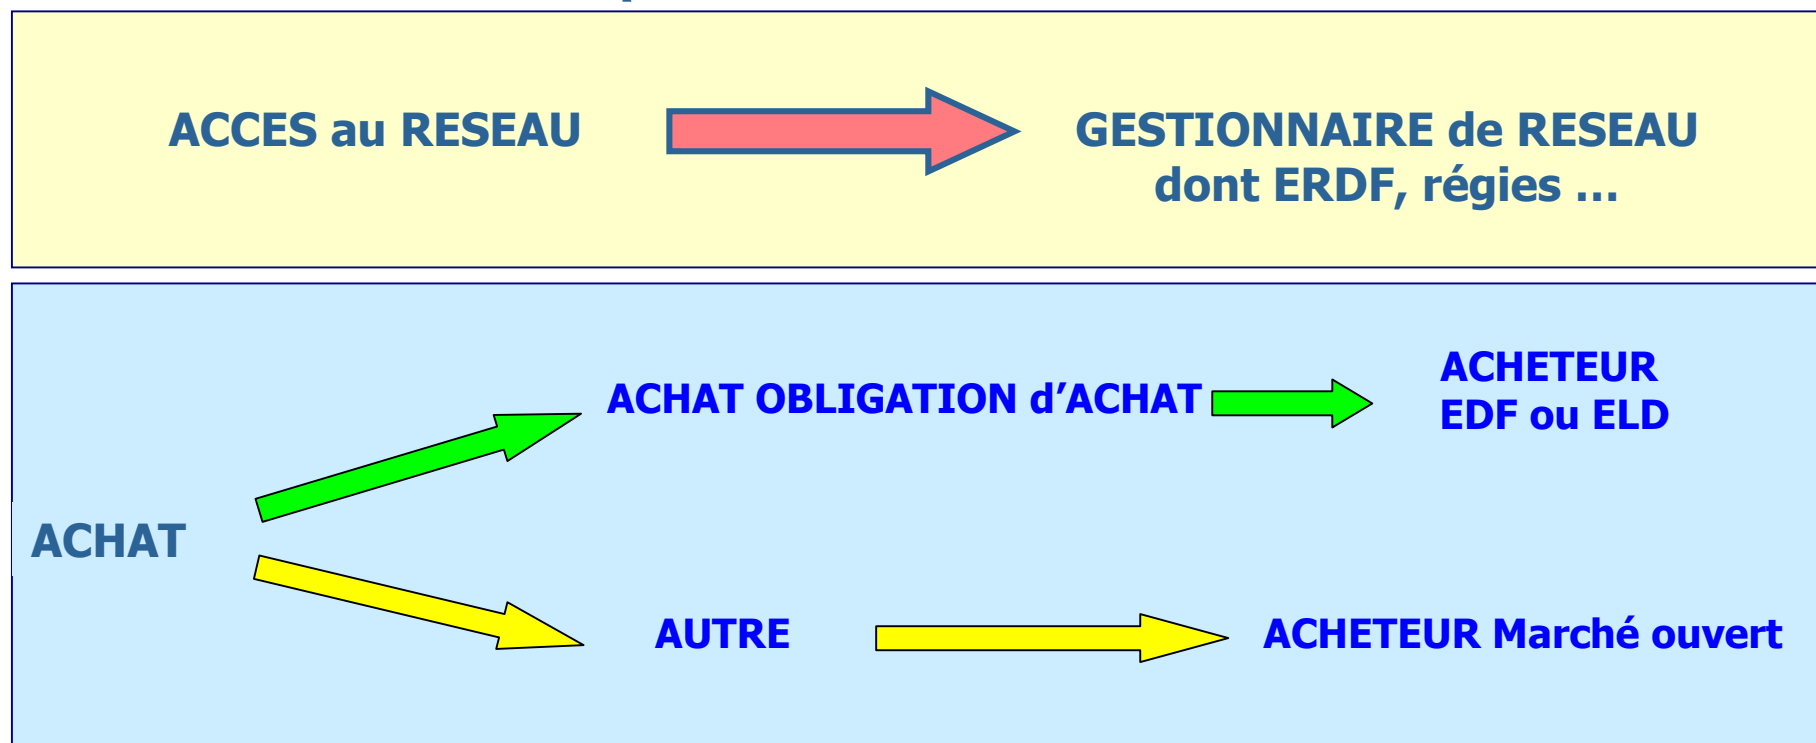 ACCES au RESEAU
GESTIONNAIRE de RESEAU
dont ERDF, régies ...
ACHETEUR
ACHAT OBLIGATION d’ACHAT
EDF ou ELD
ACHAT
AUTRE
ACHETEUR Marché ouvert